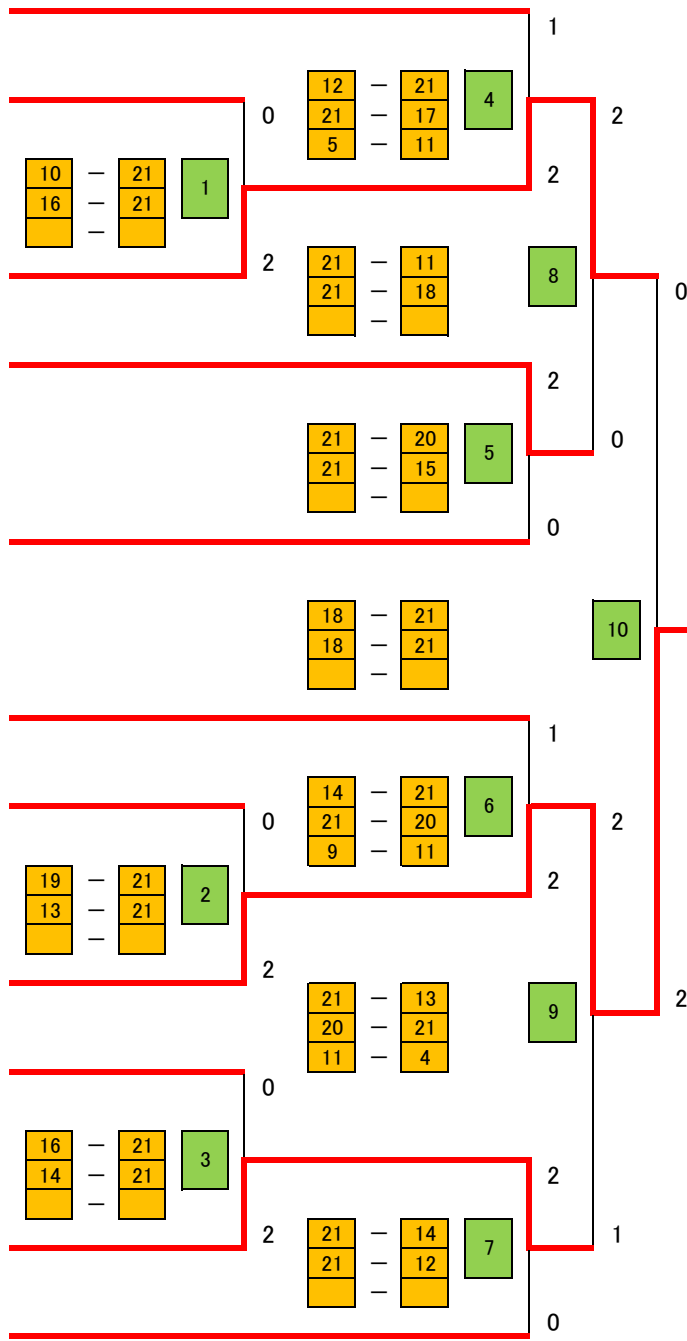 1
12 － 21 4
0 21 － 17 2
5 － 11
10 － 21 1 2
16 － 21
－
2 21 － 11 8
21 － 18 0
－
2
21 － 20 5 0
21 － 15
－
0
18 － 21 10
18 － 21
－
1
14 － 21 6
0 21 － 20 2
9 － 11
19 － 21 2 2
13 － 21
－
2
21 － 13 9 2
20 － 21
11 － 4
0
16 － 21 3
14 － 21 2
－
2 21 － 14 7 1
21 － 12
－
0